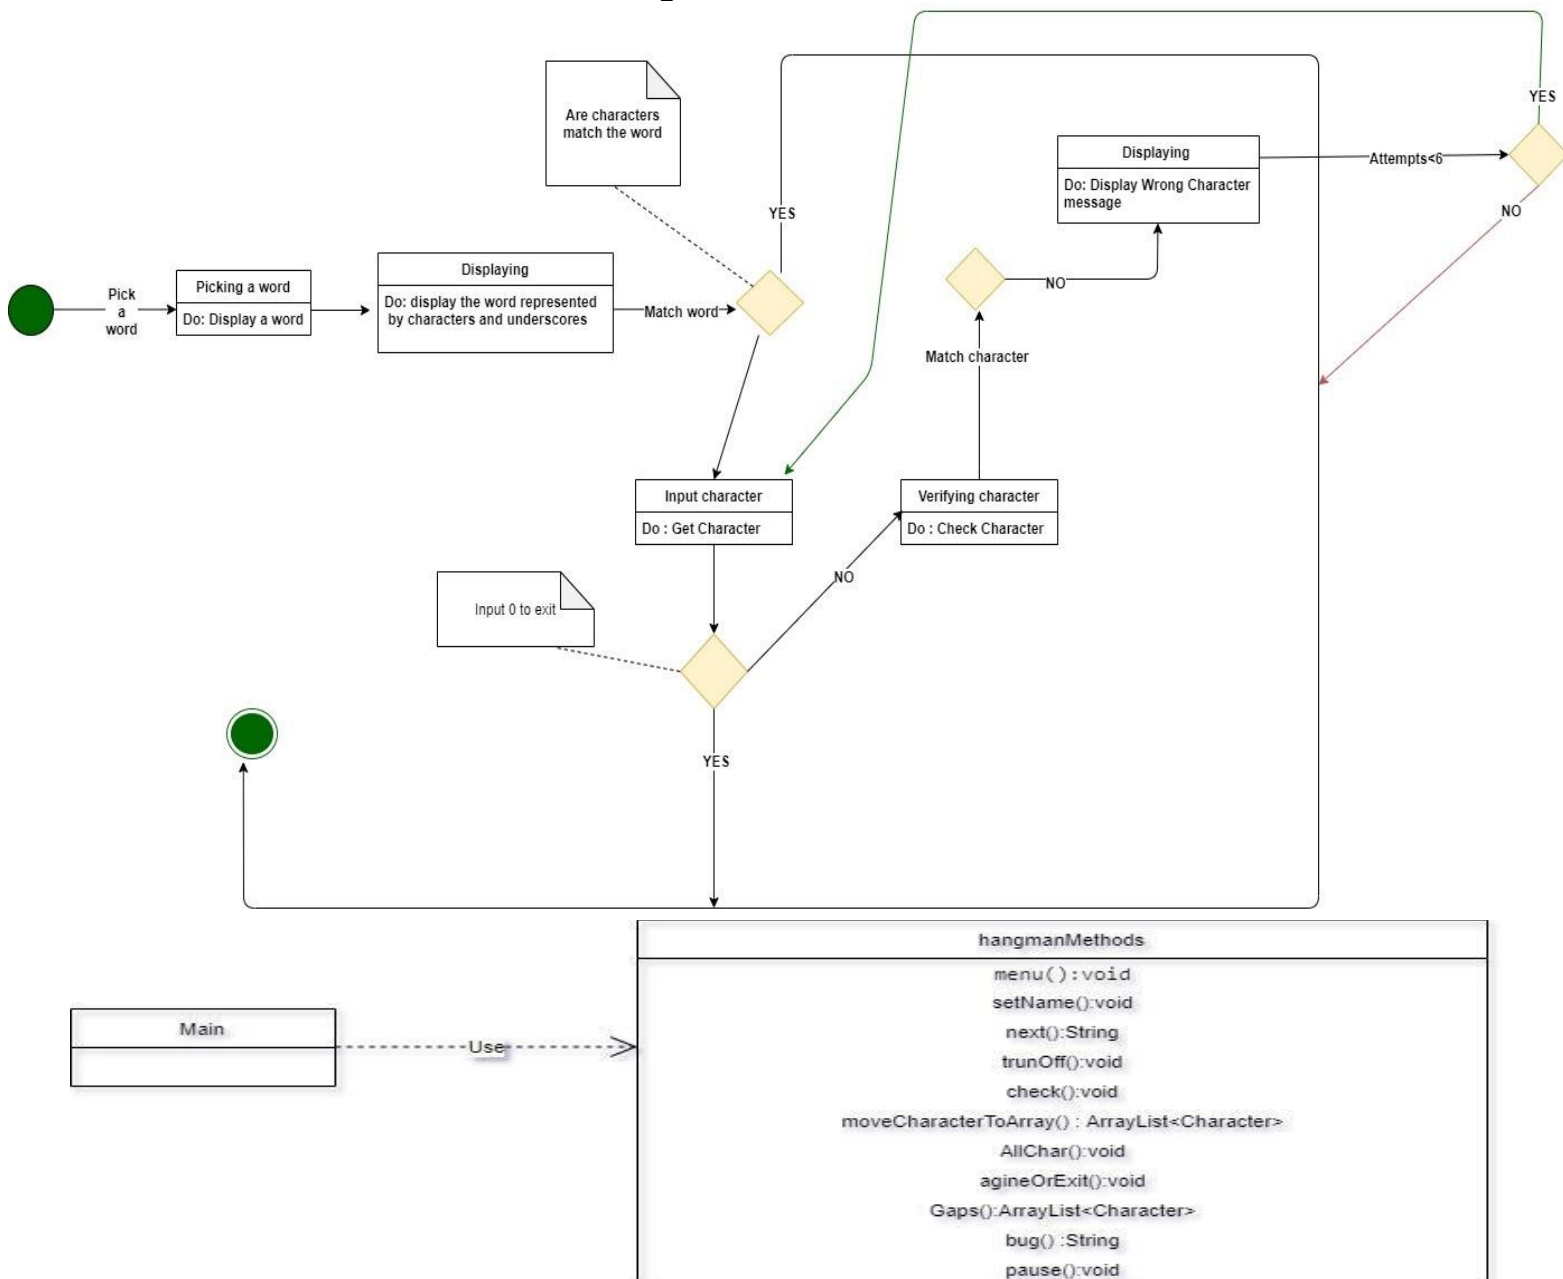 Are characters
match the word
YES
YES
Displaying
Do: Display Wrong Character
message
Attempts<6
NO
Pick
a
word
Picking a word
Do: Display a word
Displaying
Do: display the word represented
by characters and underscores
Match word
NO
Match character
Input character
Do : Get Character
Verifying character
Do : Check Character
NO
Input 0 to exit
YES
hangmanMethods
menu():void
setName():void
next():String
trunOff():void
check():void
moveCharacterToArray() : ArrayList<Character>
AllChar():void
agineOrExit():void
Gaps():ArrayList<Character>
bug() :String
pause():void
Main
Use